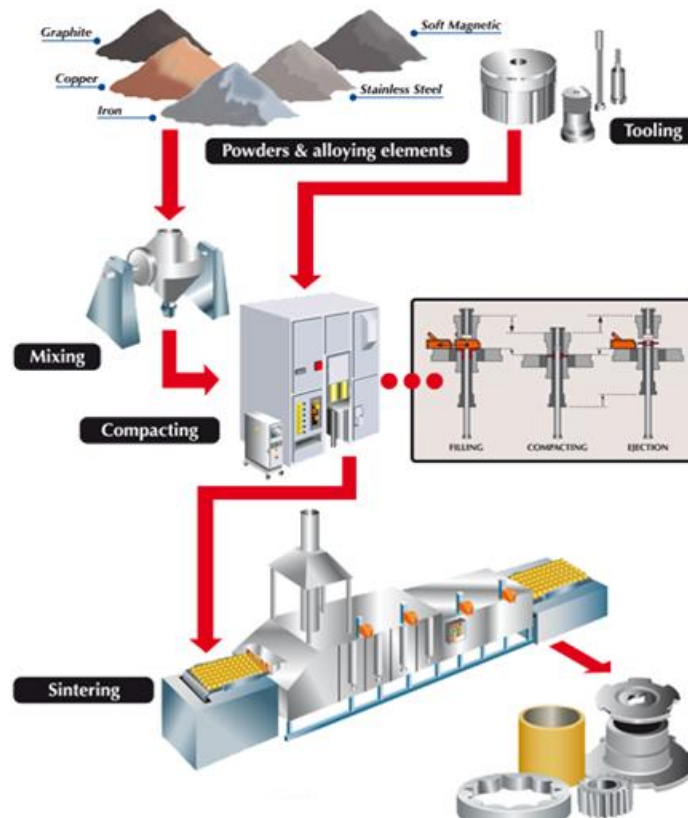 Graphite
Soft Magnetic
Copper
Stainless Steel
Iron
Tooling
Powders & alloying elements
Mixing
Compacting
FILLING
COMPACTING
EJECTION
Sintering